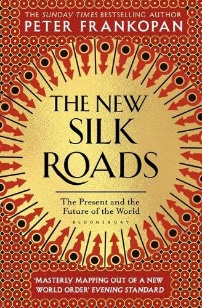 THE SUNDAY TIMES BESTSELLING AUTHOR
PETER FRANKOPAN
THE NEW
SILK
ROADS
The Present and the
Future of the World
BLOOMSBURY
'MASTERLY MAPPING OUT OF A NEW
WORLD ORDER' EVENING STANDARD